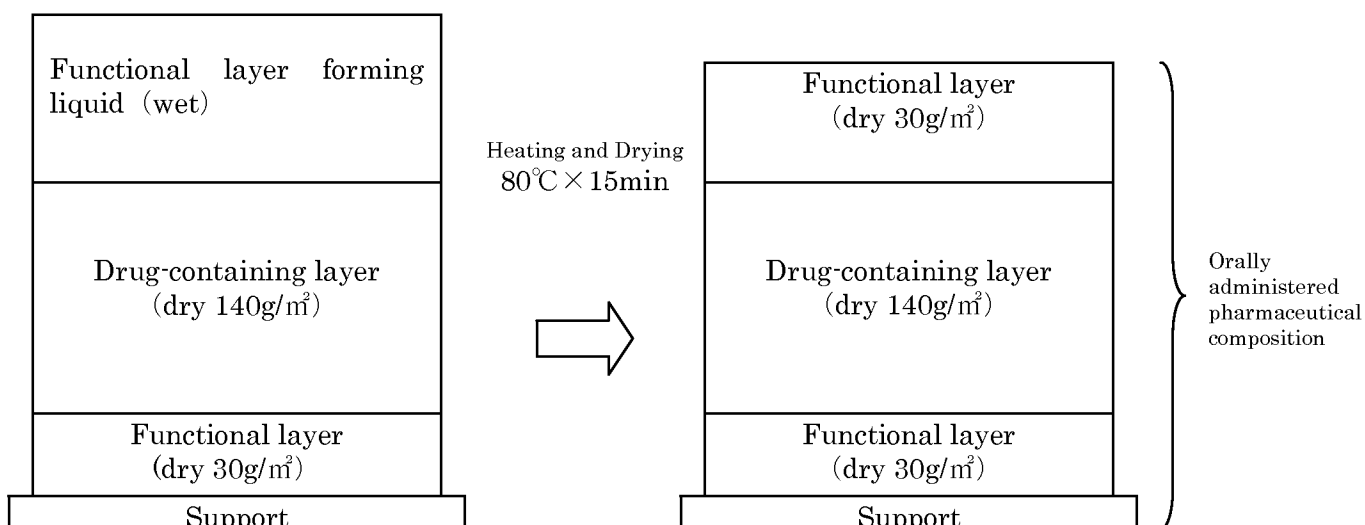 Functional layer forming
liquid（wet）
Drug-containing layer
（dry 140g/㎡）
Functional layer
(dry 30g/㎡）
Support
Heating and Drying
80℃×15min
Functional layer
（dry 30g/㎡）
Drug-containing layer
（dry 140g/㎡）
Functional layer
（dry 30g/㎡）
Support
Orally
administered
pharmaceutical
composition